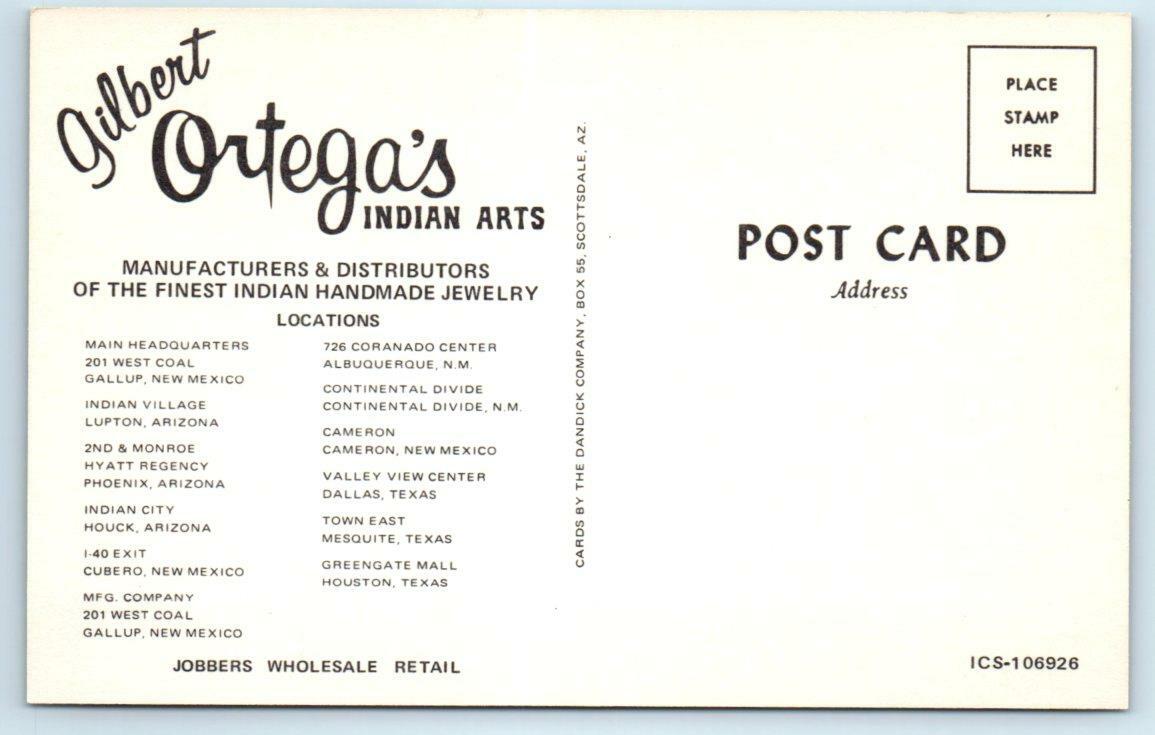 Gilbert
Ortega's
INDIAN ARTS
MANUFACTURERS & DISTRIBUTORS
OF THE FINEST INDIAN HANDMADE JEWELRY
LOCATIONS
MAIN HEADQUARTERS
201 WEST COAL
GALLUP, NEW MEXICO
INDIAN VILLAGE
LUPTON, ARIZONA
2ND & MONROE
HYATT REGENCY
PHOENIX, ARIZONA
INDIAN CITY
HOUCK, ARIZONA
I-40 EXIT
CUBERO, NEW MEXICO
MFG. COMPANY
201 WEST COAL
GALLUP, NEW MEXICO
726 CORANADO CENTER
ALBUQUERQUE, N.M.
CONTINENTAL DIVIDE
CONTINENTAL DIVIDE, N.M.
CAMERON
CAMERON, NEW MEXICO
VALLEY VIEW CENTER
DALLAS, TEXAS
TOWN EAST
MESQUITE, TEXAS
GREENGATE MALL
HOUSTON, TEXAS
JOBBERS WHOLESALE RETAIL
CARDS BY THE DANDICK COMPANY, BOX 55, SCOTTSDALE, AZ.
PLACE
STAMP
HERE
POST CARD
Address
ICS-106926